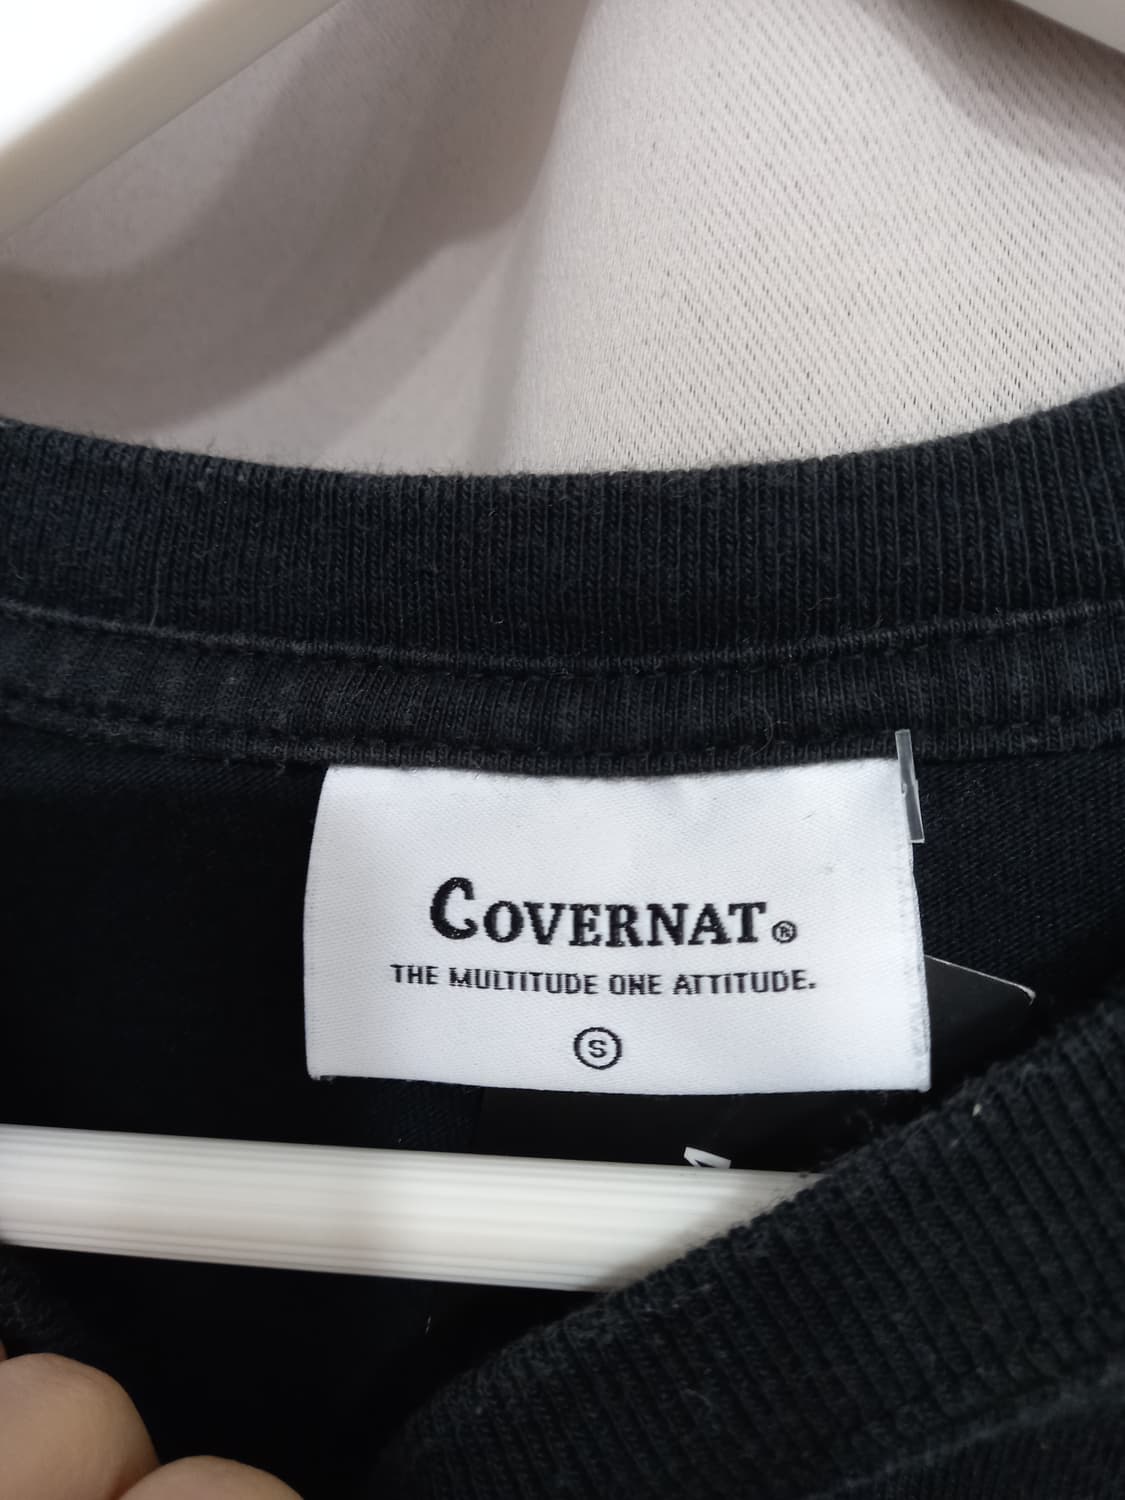 COVERNAT®
THE MULTITUDE ONE ATTITUDE.
S